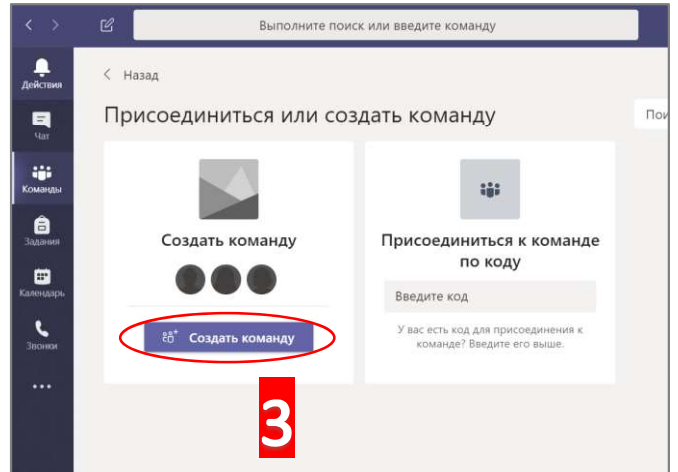 Выполните поиск или введите команду
Действия
Чат
Команды
Задания
Календарь
Звонки
Назад
Присоединиться или создать команду
Пои
Создать команду
Создать команду
3
Присоединиться к команде
по коду
Введите код
У вас есть код для присоединения к
команде? Введите его выше.